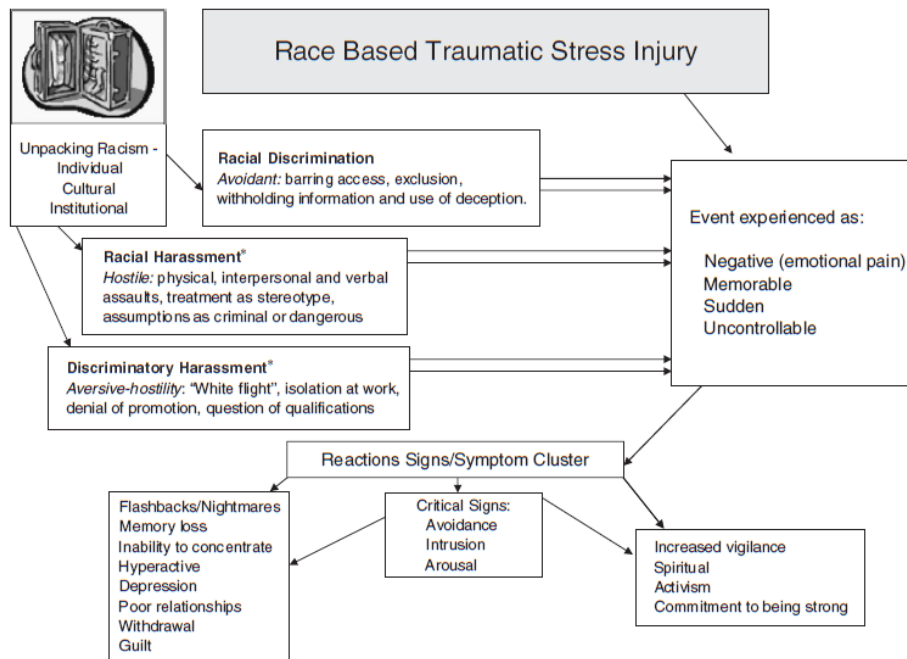 Race Based Traumatic Stress Injury
Unpacking Racism -
Individual
Cultural
Institutional
Racial Discrimination
Avoidant: barring access, exclusion,
withholding information and use of deception.
Racial Harassment*
Hostile: physical, interpersonal and verbal
assaults, treatment as stereotype,
assumptions as criminal or dangerous
Discriminatory Harassment*
Aversive-hostility: “White flight”, isolation at work,
denial of promotion, question of qualifications
Event experienced as:
Negative (emotional pain)
Memorable
Sudden
Uncontrollable
Reactions Signs/Symptom Cluster
Flashbacks/Nightmares
Memory loss
Inability to concentrate
Hyperactive
Depression
Poor relationships
Withdrawal
Guilt
Critical Signs:
Avoidance
Intrusion
Arousal
Increased vigilance
Spiritual
Activism
Commitment to being strong